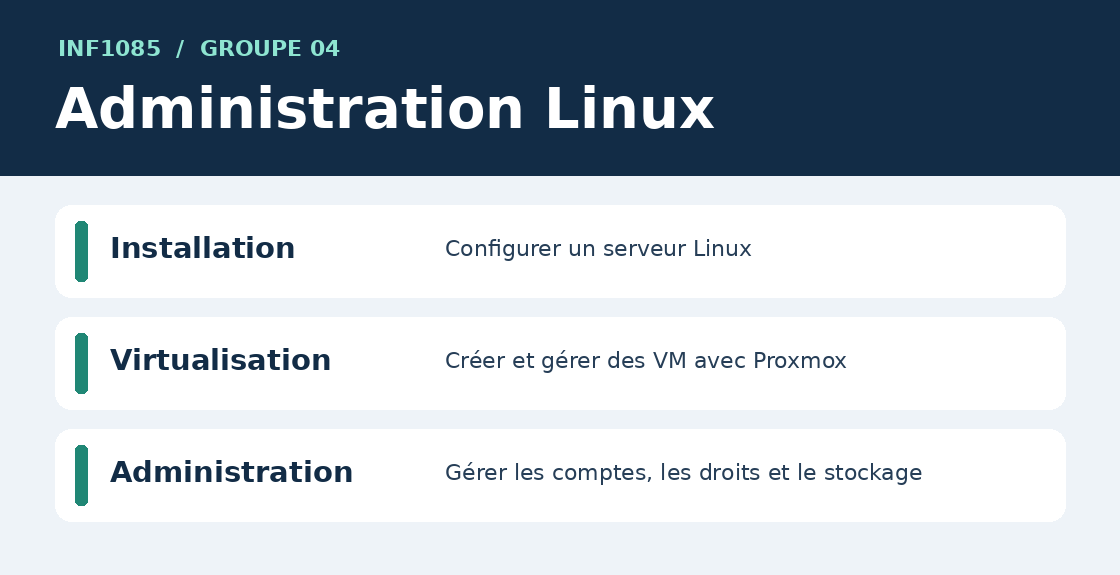 INF1085 / GROUPE 04
Administration Linux
Installation
Configurer un serveur Linux
Virtualisation
Créer et gérer des VM avec Proxmox
Administration
Gérer les comptes, les droits et le stockage